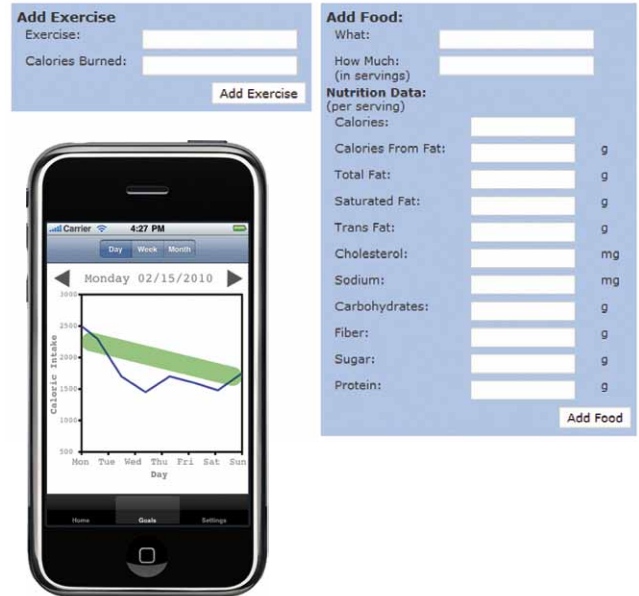 Add Exercise
Exercise:
Calories Burned:
Add Exercise
Add Food:
What:
How Much:
(in servings)
Nutrition Data:
(per serving)
Calories:
Calories From Fat: g
Total Fat: g
Saturated Fat: g
Trans Fat: g
Cholesterol: mg
Sodium: mg
Carbohydrates: g
Fiber: g
Sugar: g
Protein: g
Add Food
Carrier 4:27 PM
Day Week Month
Monday 02/15/2010
Caloric Intake
3000
2500
2000
1500
1000
500
Mon Tue Wed Thu Fri Sat Sun
Day
Home Goals Settings